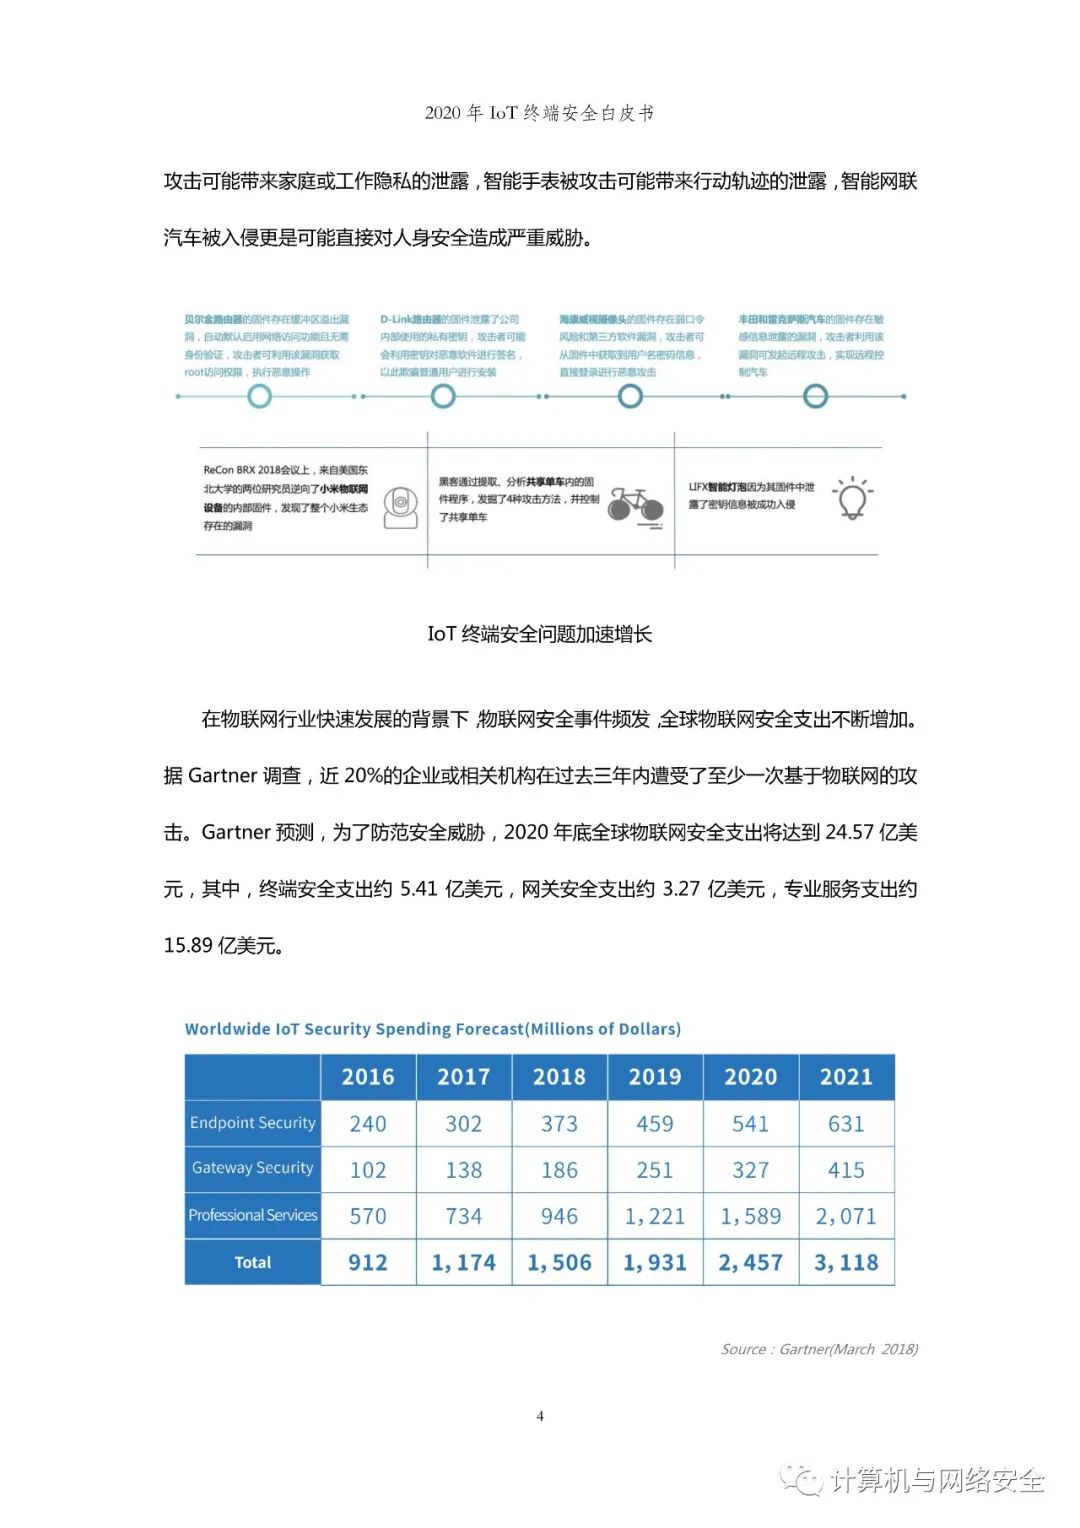 2020 年 IoT 终端安全白皮书
攻击可能带来家庭或工作隐私的泄露，智能手表被攻击可能带来行动轨迹的泄露，智能网联
汽车被入侵更是可能直接对人身安全造成严重威胁。
贝尔金路由器的固件存在缓冲区溢出漏
洞，自动默认启用网络访问功能且无需
身份验证，攻击者可利用该漏洞获取
root访问权限，执行恶意操作
D-Link路由器的固件泄露了公司
内部使用的私有密钥，攻击者可能
会利用密钥对恶意软件进行签名，
以此欺骗普通用户进行安装
海康威视摄像头的固件存在弱口令
风险和第三方软件漏洞，攻击者可
从固件中获取到用户名密码信息，
直接登录进行恶意攻击
丰田和雷克萨斯汽车的固件存在敏
感信息泄露的漏洞，攻击者利用该
漏洞可发起远程攻击，实现远程控
制汽车
ReCon BRX 2018会议上，来自美国东
北大学的两位研究员逆向了小米物联网
设备的内部固件，发现了整个小米生态
存在的漏洞
黑客通过提取、分析共享单车内的固
件程序，发掘了4种攻击方法，并控制
了共享单车
LIFX智能灯泡因为其固件中泄
露了密钥信息被成功入侵
IoT 终端安全问题加速增长
在物联网行业快速发展的背景下，物联网安全事件频发，全球物联网安全支出不断增加。
据 Gartner 调查，近 20%的企业或相关机构在过去三年内遭受了至少一次基于物联网的攻
击。Gartner 预测，为了防范安全威胁，2020 年底全球物联网安全支出将达到 24.57 亿美
元，其中，终端安全支出约 5.41 亿美元，网关安全支出约 3.27 亿美元，专业服务支出约
15.89 亿美元。
Worldwide IoT Security Spending Forecast(Millions of Dollars)
2016 2017 2018 2019 2020 2021
Endpoint Security 240 302 373 459 541 631
Gateway Security 102 138 186 251 327 415
Professional Services 570 734 946 1,221 1,589 2,071
Total 912 1,174 1,506 1,931 2,457 3,118
Source：Gartner(March 2018)
4
计算机与网络安全